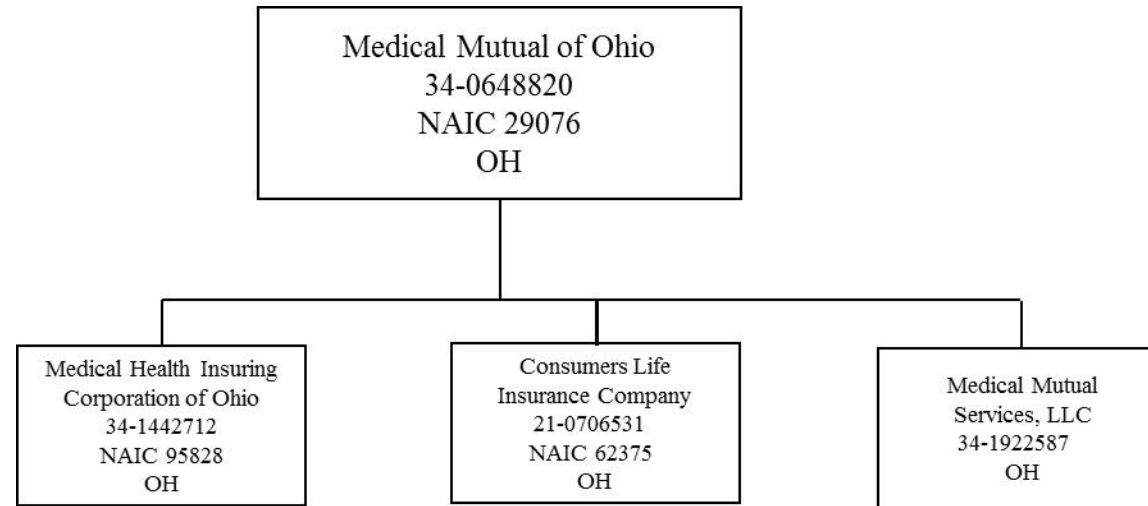 Medical Mutual of Ohio
34-0648820
NAIC 29076
OH
Medical Health Insuring
Corporation of Ohio
34-1442712
NAIC 95828
OH
Consumers Life
Insurance Company
21-0706531
NAIC 62375
OH
Medical Mutual
Services, LLC
34-1922587
OH